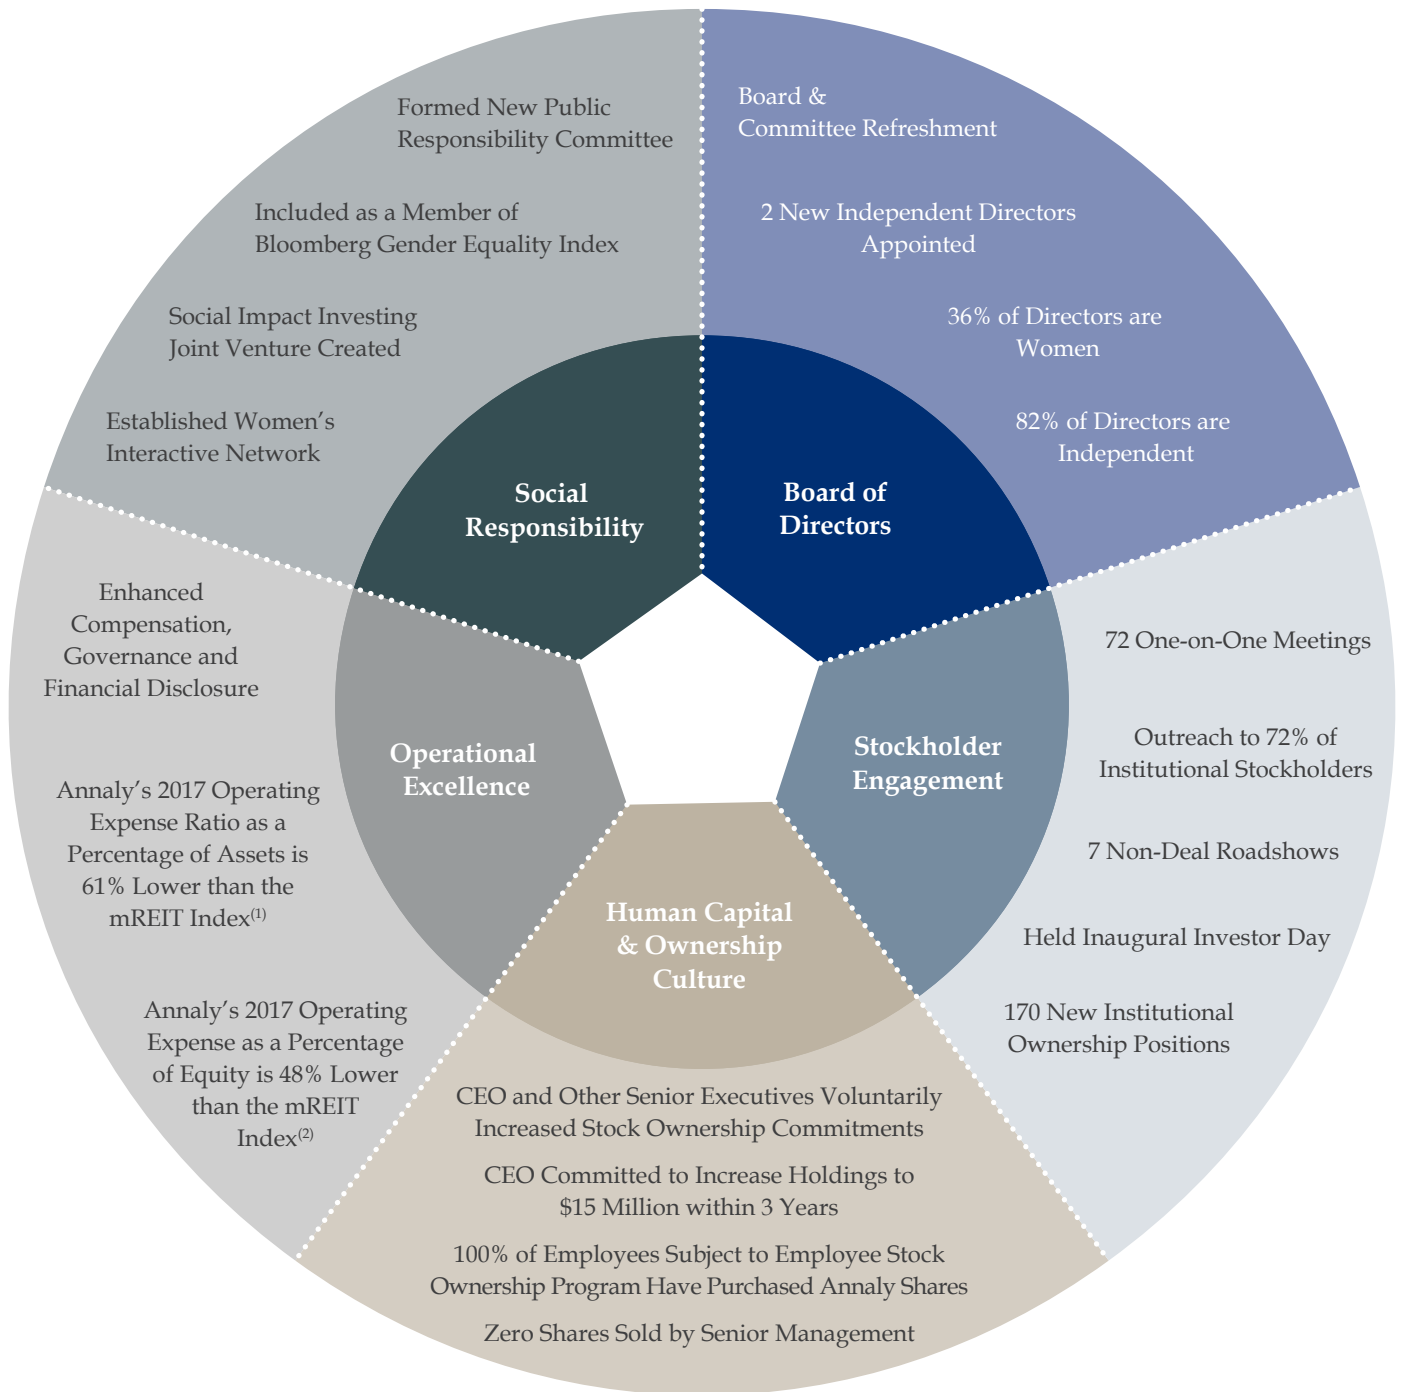 Formed New Public
Responsibility Committee
Included as a Member of
Bloomberg Gender Equality Index
Social Impact Investing
Joint Venture Created
Established Women’s
Interactive Network
Social
Responsibility
Board &
Committee Refreshment
2 New Independent Directors
Appointed
36% of Directors are
Women
82% of Directors are
Independent
Board of
Directors
72 One-on-One Meetings
Outreach to 72% of
Institutional Stockholders
7 Non-Deal Roadshows
Held Inaugural Investor Day
170 New Institutional
Ownership Positions
Stockholder
Engagement
Human Capital
& Ownership
Culture
CEO and Other Senior Executives Voluntarily
Increased Stock Ownership Commitments
CEO Committed to Increase Holdings to
$15 Million within 3 Years
100% of Employees Subject to Employee Stock
Ownership Program Have Purchased Annaly Shares
Zero Shares Sold by Senior Management
Operational
Excellence
Enhanced
Compensation,
Governance and
Financial Disclosure
Annaly’s 2017 Operating
Expense Ratio as a
Percentage of Assets is
61% Lower than the
mREIT Index(1)
Annaly’s 2017 Operating
Expense as a Percentage
of Equity is 48% Lower
than the mREIT
Index(2)